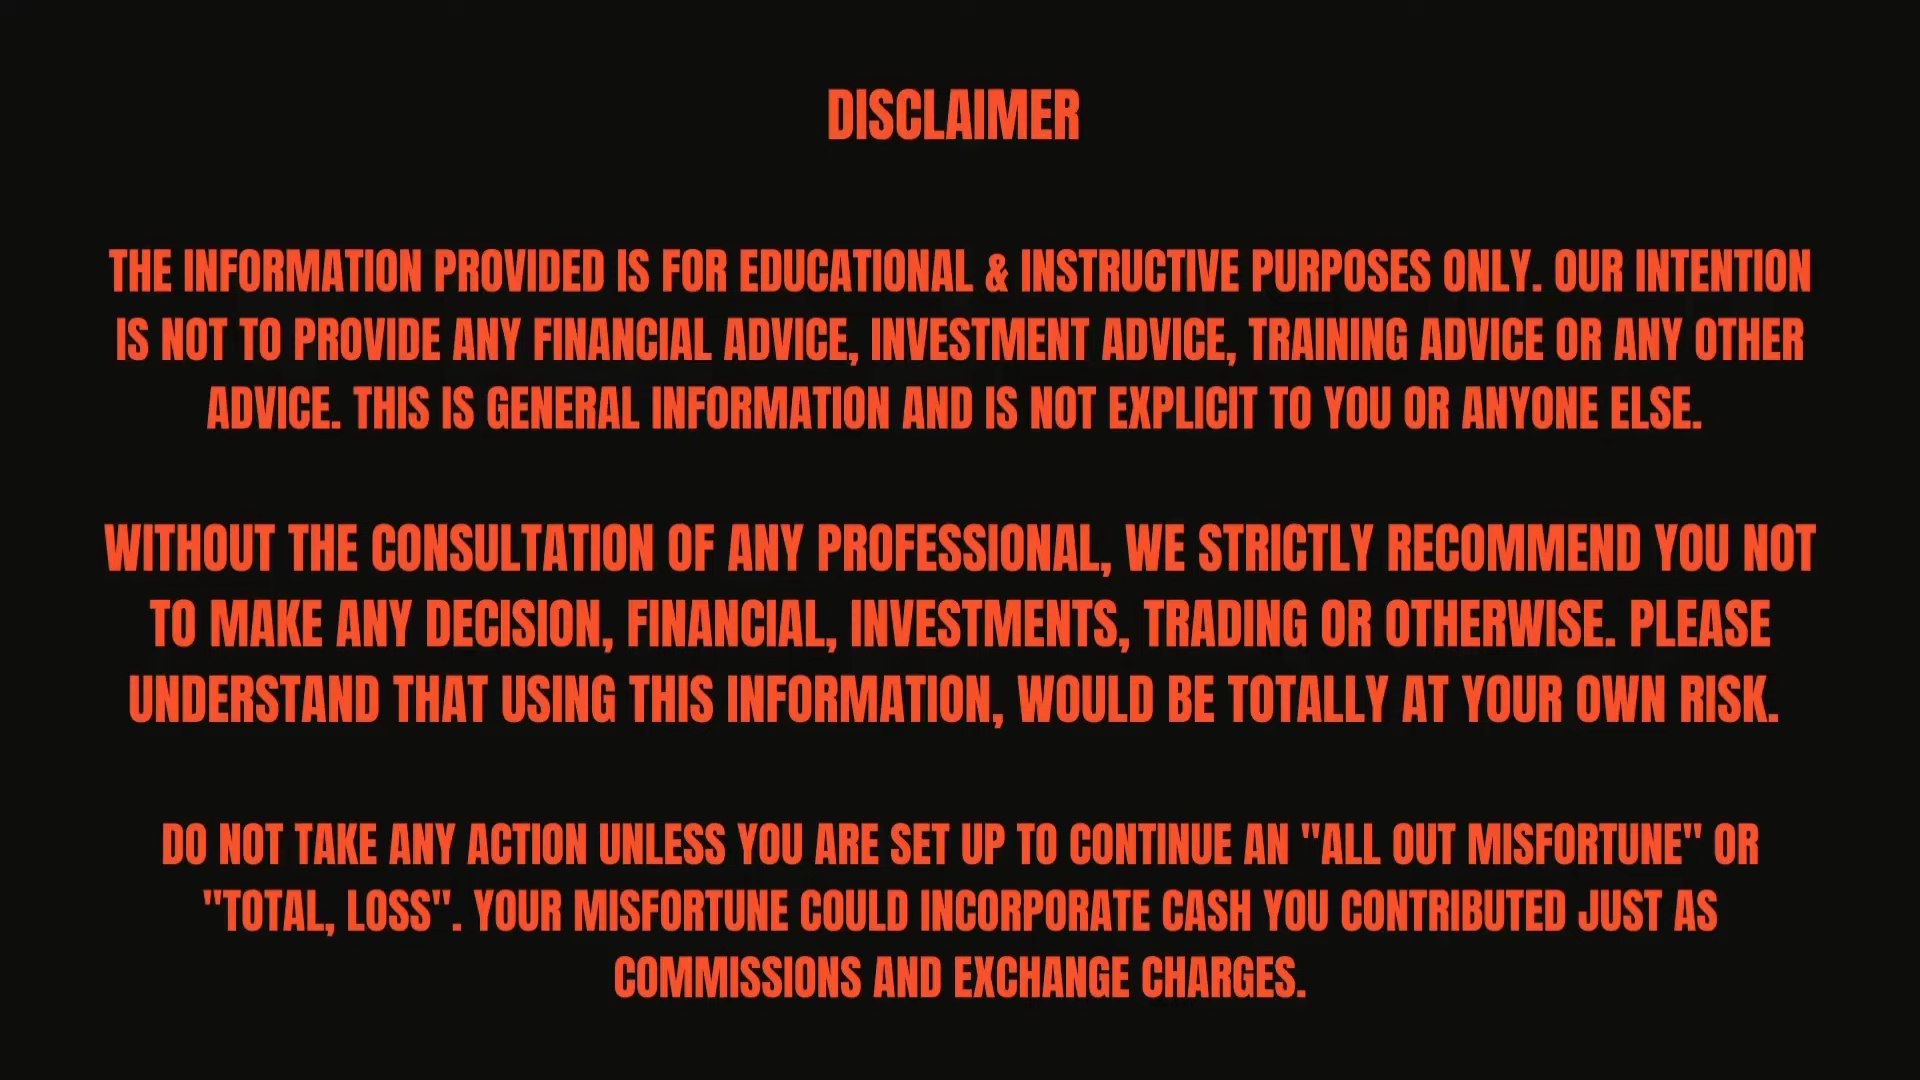 DISCLAIMER
THE INFORMATION PROVIDED IS FOR EDUCATIONAL & INSTRUCTIVE PURPOSES ONLY. OUR INTENTION
IS NOT TO PROVIDE ANY FINANCIAL ADVICE, INVESTMENT ADVICE, TRAINING ADVICE OR ANY OTHER
ADVICE. THIS IS GENERAL INFORMATION AND IS NOT EXPLICIT TO YOU OR ANYONE ELSE.
WITHOUT THE CONSULTATION OF ANY PROFESSIONAL, WE STRICTLY RECOMMEND YOU NOT
TO MAKE ANY DECISION, FINANCIAL, INVESTMENTS, TRADING OR OTHERWISE. PLEASE
UNDERSTAND THAT USING THIS INFORMATION, WOULD BE TOTALLY AT YOUR OWN RISK.
DO NOT TAKE ANY ACTION UNLESS YOU ARE SET UP TO CONTINUE AN "ALL OUT MISFORTUNE" OR
"TOTAL, LOSS". YOUR MISFORTUNE COULD INCORPORATE CASH YOU CONTRIBUTED JUST AS
COMMISSIONS AND EXCHANGE CHARGES.